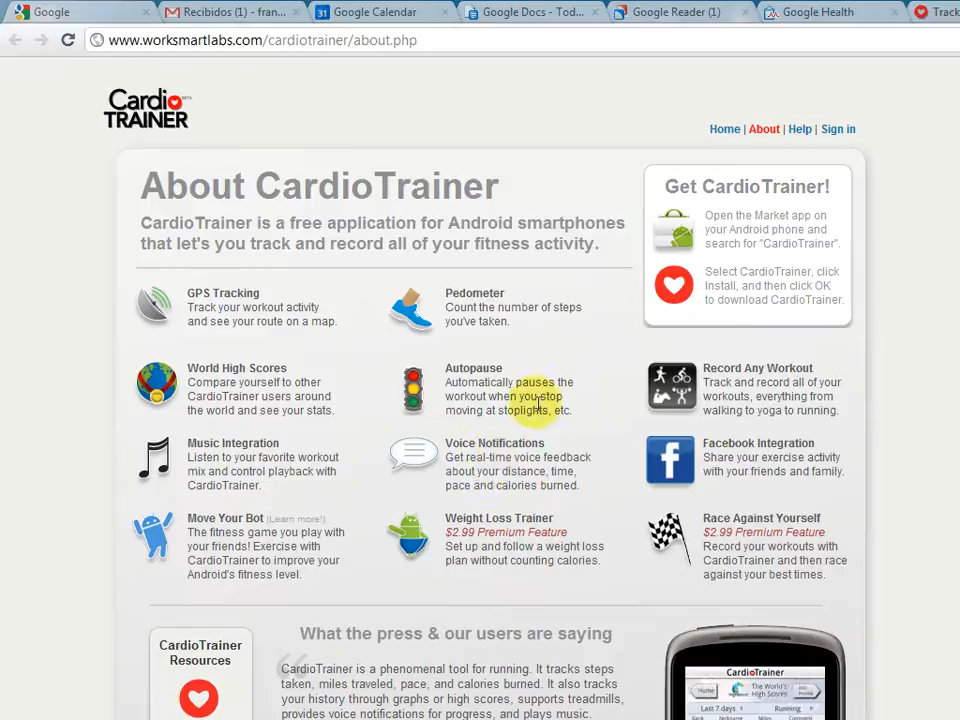 Google
Recibidos (1) - fran...
Google Calendar
Google Docs - Tod...
Google Reader (1)
Google Health
Track
www.worksmartlabs.com/cardiotrainer/about.php
Cardio
TRAINER
Home | About | Help | Sign in
About CardioTrainer
CardioTrainer is a free application for Android smartphones
that let's you track and record all of your fitness activity.
Get CardioTrainer!
Open the Market app on
your Android phone and
search for "CardioTrainer".
Select CardioTrainer, click
Install, and then click OK
to download CardioTrainer.
GPS Tracking
Track your workout activity
and see your route on a map.
Pedometer
Count the number of steps
you've taken.
World High Scores
Compare yourself to other
CardioTrainer users around
the world and see your stats.
Autopause
Automatically pauses the
workout when you stop
moving at stoplights, etc.
Record Any Workout
Track and record all of your
workouts, everything from
walking to yoga to running.
Music Integration
Listen to your favorite workout
mix and control playback with
CardioTrainer.
Voice Notifications
Get real-time voice feedback
about your distance, time,
pace and calories burned.
Facebook Integration
Share your exercise activity
with your friends and family.
Move Your Bot (Learn more!)
The fitness game you play with
your friends! Exercise with
CardioTrainer to improve your
Android's fitness level.
Weight Loss Trainer
$2.99 Premium Feature
Set up and follow a weight loss
plan without counting calories.
Race Against Yourself
$2.99 Premium Feature
Record your workouts with
CardioTrainer and then race
against your best times.
CardioTrainer
Resources
What the press & our users are saying
CardioTrainer is a phenomenal tool for running. It tracks steps
taken, miles traveled, pace, and calories burned. It also tracks
your history through graphs or high scores, supports treadmills,
provides voice notifications for progress, and plays music.
CardioTrainer
Home
The World's
High Scores
Last 7 days
Running